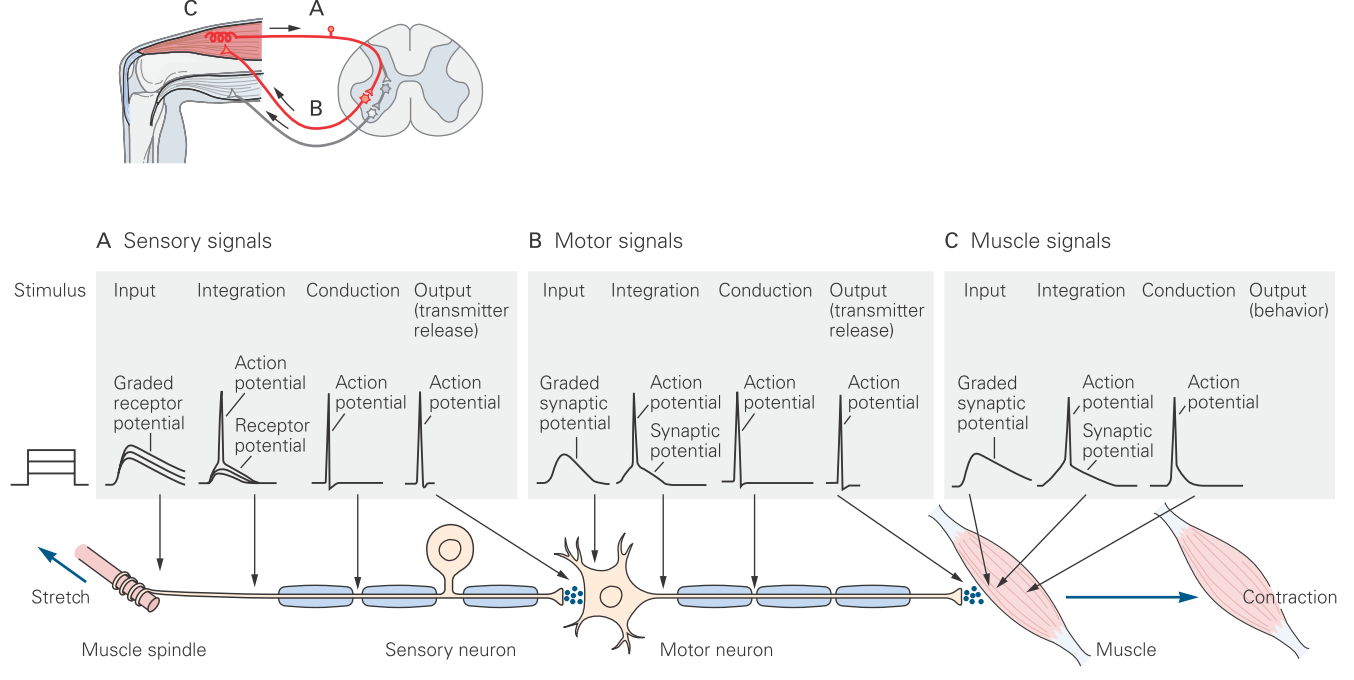 C
A
B
A Sensory signals
B Motor signals
C Muscle signals
Stimulus
Input
Integration
Conduction
Output
(transmitter
release)
Input
Integration
Conduction
Output
(transmitter
release)
Input
Integration
Conduction
Output
(behavior)
Graded
receptor
potential
Action
potential
Receptor
potential
Action
potential
Action
potential
Graded
synaptic
potential
Action
potential
Synaptic
potential
Action
potential
Action
potential
Graded
synaptic
potential
Action
potential
Synaptic
potential
Action
potential
Stretch
Contraction
Muscle spindle
Sensory neuron
Motor neuron
Muscle